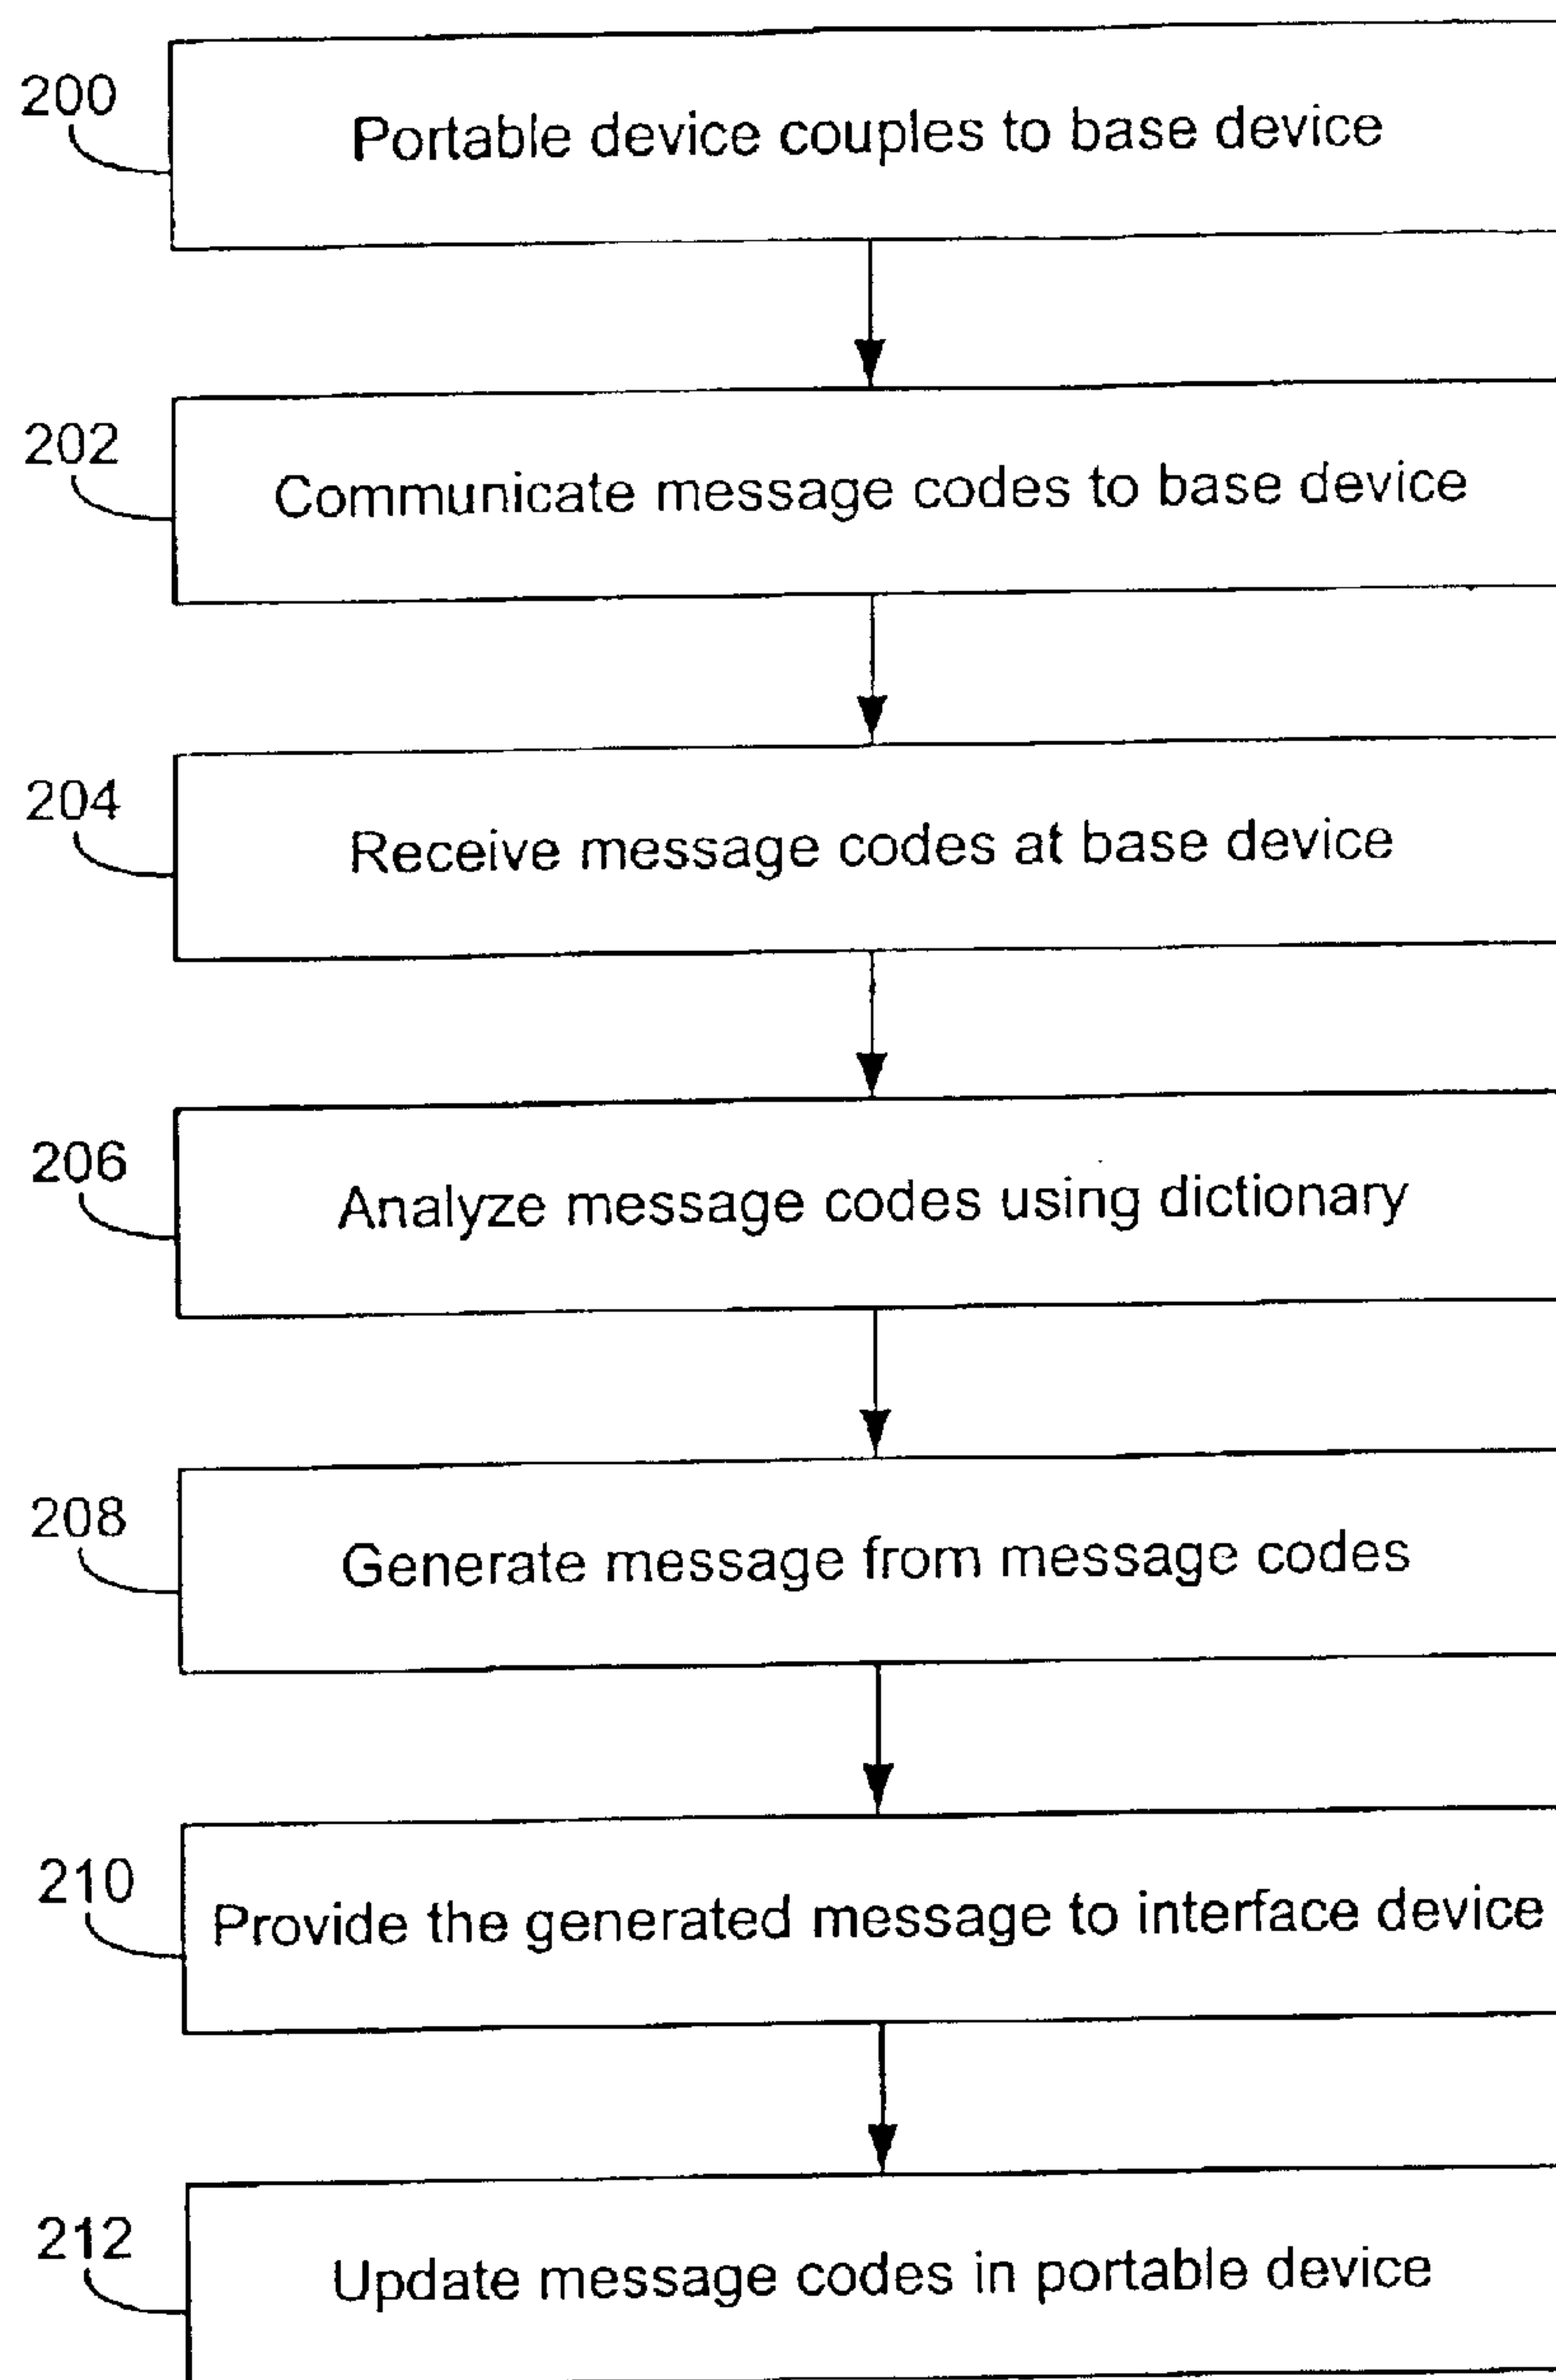 200
Portable device couples to base device
202
Communicate message codes to base device
204
Receive message codes at base device
206
Analyze message codes using dictionary
208
Generate message from message codes
210
Provide the generated message to interface device
212
Update message codes in portable device